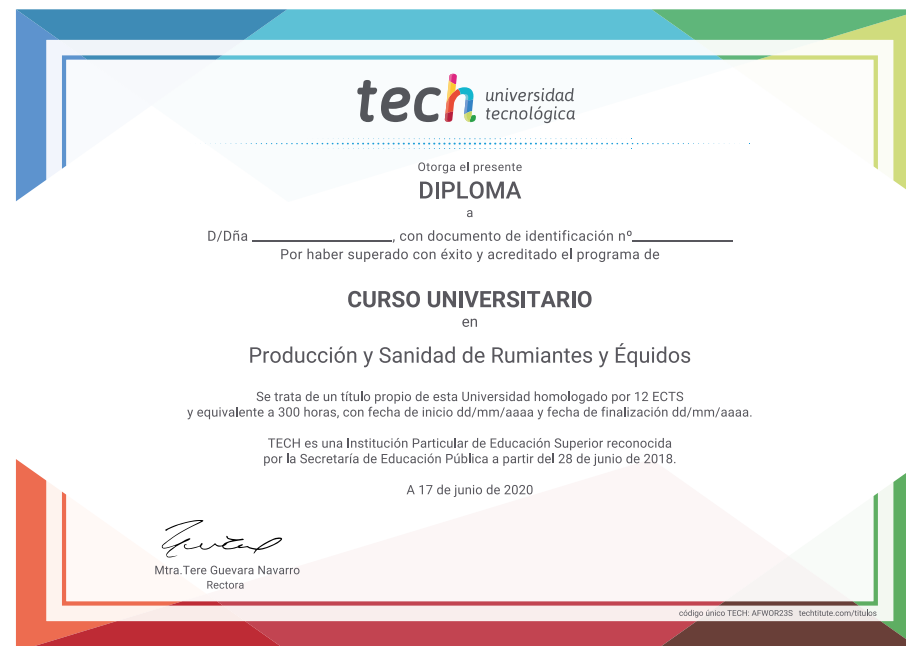 tech universidad
tecnológica
Otorga el presente
DIPLOMA
a
D/Dña ________________, con documento de identificación nº____________
Por haber superado con éxito y acreditado el programa de
CURSO UNIVERSITARIO
en
Producción y Sanidad de Rumiantes y Équidos
Se trata de un título propio de esta Universidad homologado por 12 ECTS
y equivalente a 300 horas, con fecha de inicio dd/mm/aaaa y fecha de finalización dd/mm/aaaa.
TECH es una Institución Particular de Educación Superior reconocida
por la Secretaría de Educación Pública a partir del 28 de junio de 2018.
A 17 de junio de 2020
Mtra.Tere Guevara Navarro
Rectora
código único TECH: AFWOR23S techtitute.com/titulos